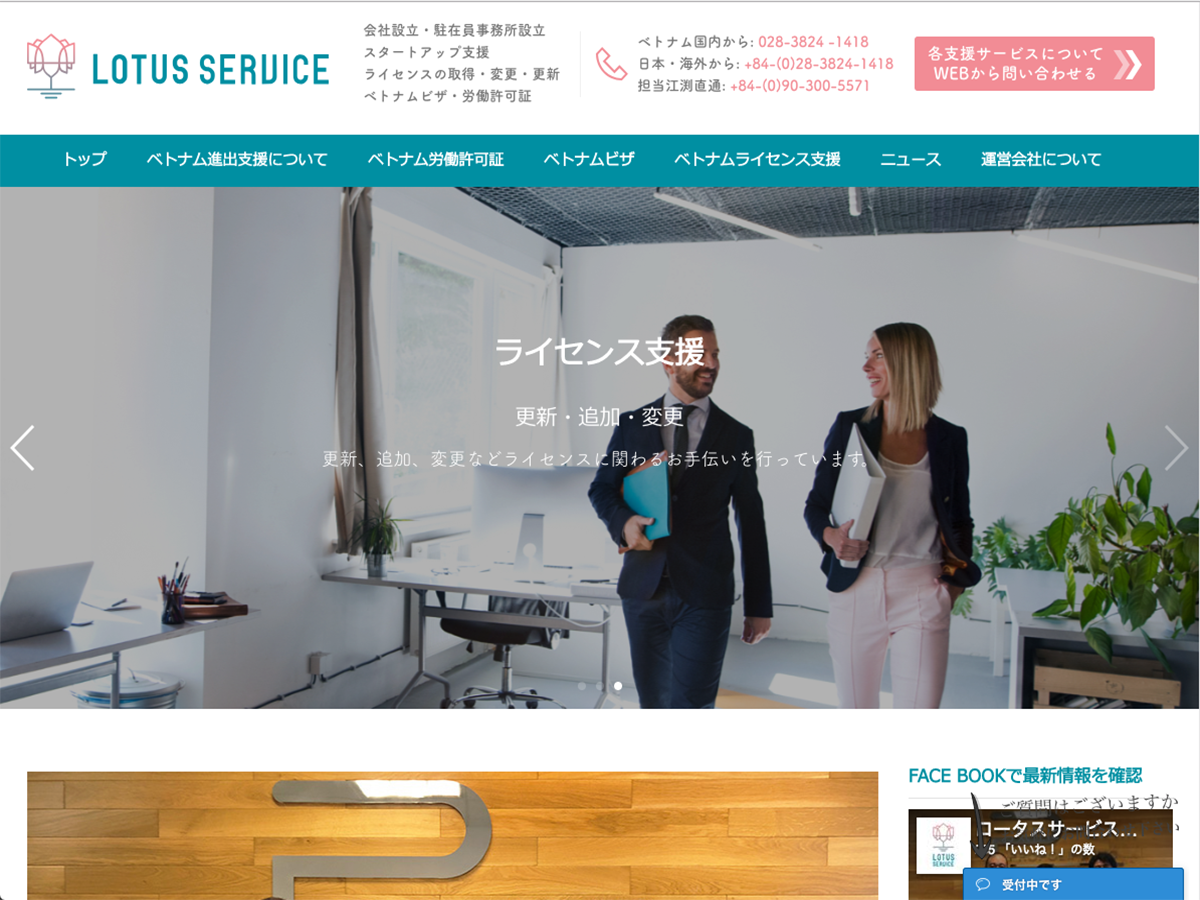 LOTUS SERVICE
会社設立・駐在員事務所設立
スタートアップ支援
ライセンスの取得・変更・更新
ベトナムビザ・労働許可証
ベトナム国内から: 028-3824 -1418
日本・海外から: +84-(0)28-3824-1418
担当江渕直通: +84-(0)90-300-5571
各支援サービスについて
WEBから問い合わせる
トップ ベトナム進出支援について ベトナム労働許可証 ベトナムビザ ベトナムライセンス支援 ニュース 運営会社について
ライセンス支援
更新・追加・変更
更新、追加、変更などライセンスに関わるお手伝いを行っています。
FACE BOOKで最新情報を確認
ご質問はございますか
ロータスサービス...
「いいね！」の数
LOTUS
SERVICE
受付中です